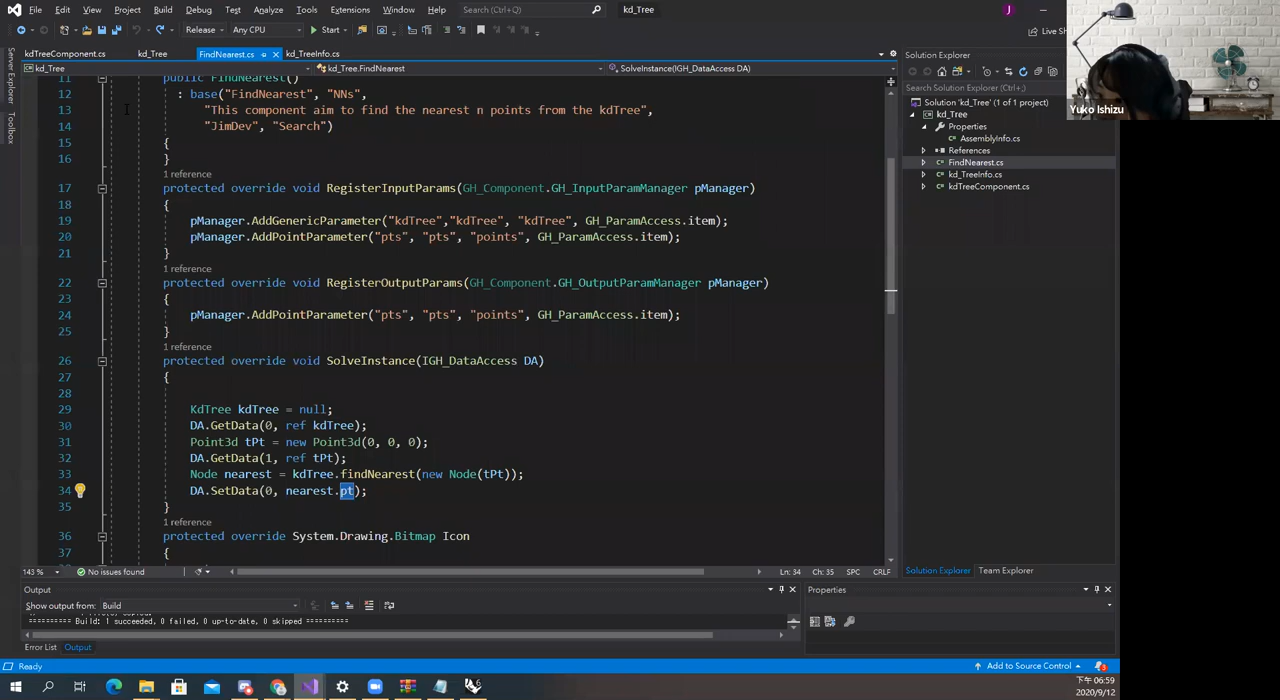 File Edit View Project Build Debug Test Analyze Tools Extensions Window Help Search (Ctrl+Q) kd_Tree J
Release Any CPU Start Live Sh
kdTreeComponent.cs kd_Tree FindNearest.cs kd_TreeInfo.cs
kd_Tree kd_Tree.FindNearest SolveInstance(IGH_DataAccess DA)
Server Explorer
Toolbox
11 public FindNearest()
12 : base("FindNearest", "NNs",
13 "This component aim to find the nearest n points from the kdTree",
14 "JimDev", "Search")
15 {
16 }
1 reference
17 protected override void RegisterInputParams(GH_Component.GH_InputParamManager pManager)
18 {
19 pManager.AddGenericParameter("kdTree","kdTree", "kdTree", GH_ParamAccess.item);
20 pManager.AddPointParameter("pts", "pts", "points", GH_ParamAccess.item);
21 }
1 reference
22 protected override void RegisterOutputParams(GH_Component.GH_OutputParamManager pManager)
23 {
24 pManager.AddPointParameter("pts", "pts", "points", GH_ParamAccess.item);
25 }
1 reference
26 protected override void SolveInstance(IGH_DataAccess DA)
27 {
28
29 KdTree kdTree = null;
30 DA.GetData(0, ref kdTree);
31 Point3d tPt = new Point3d(0, 0, 0);
32 DA.GetData(1, ref tPt);
33 Node nearest = kdTree.findNearest(new Node(tPt));
34 DA.SetData(0, nearest.pt);
35 }
1 reference
36 protected override System.Drawing.Bitmap Icon
37 {
143 % No issues found Ln: 34 Ch: 35 SPC CRLF
Output
Show output from: Build
========== Build: 1 succeeded, 0 failed, 0 up-to-date, 0 skipped ==========
Error List Output
Solution Explorer
Search Solution Explorer (Ctrl+;)
Solution 'kd_Tree' (1 of 1 project)
kd_Tree
Properties
AssemblyInfo.cs
References
FindNearest.cs
kd_TreeInfo.cs
kdTreeComponent.cs
Solution Explorer Team Explorer
Properties
Yuko Ishizu
Ready Add to Source Control 3
下午 06:59
2020/9/12